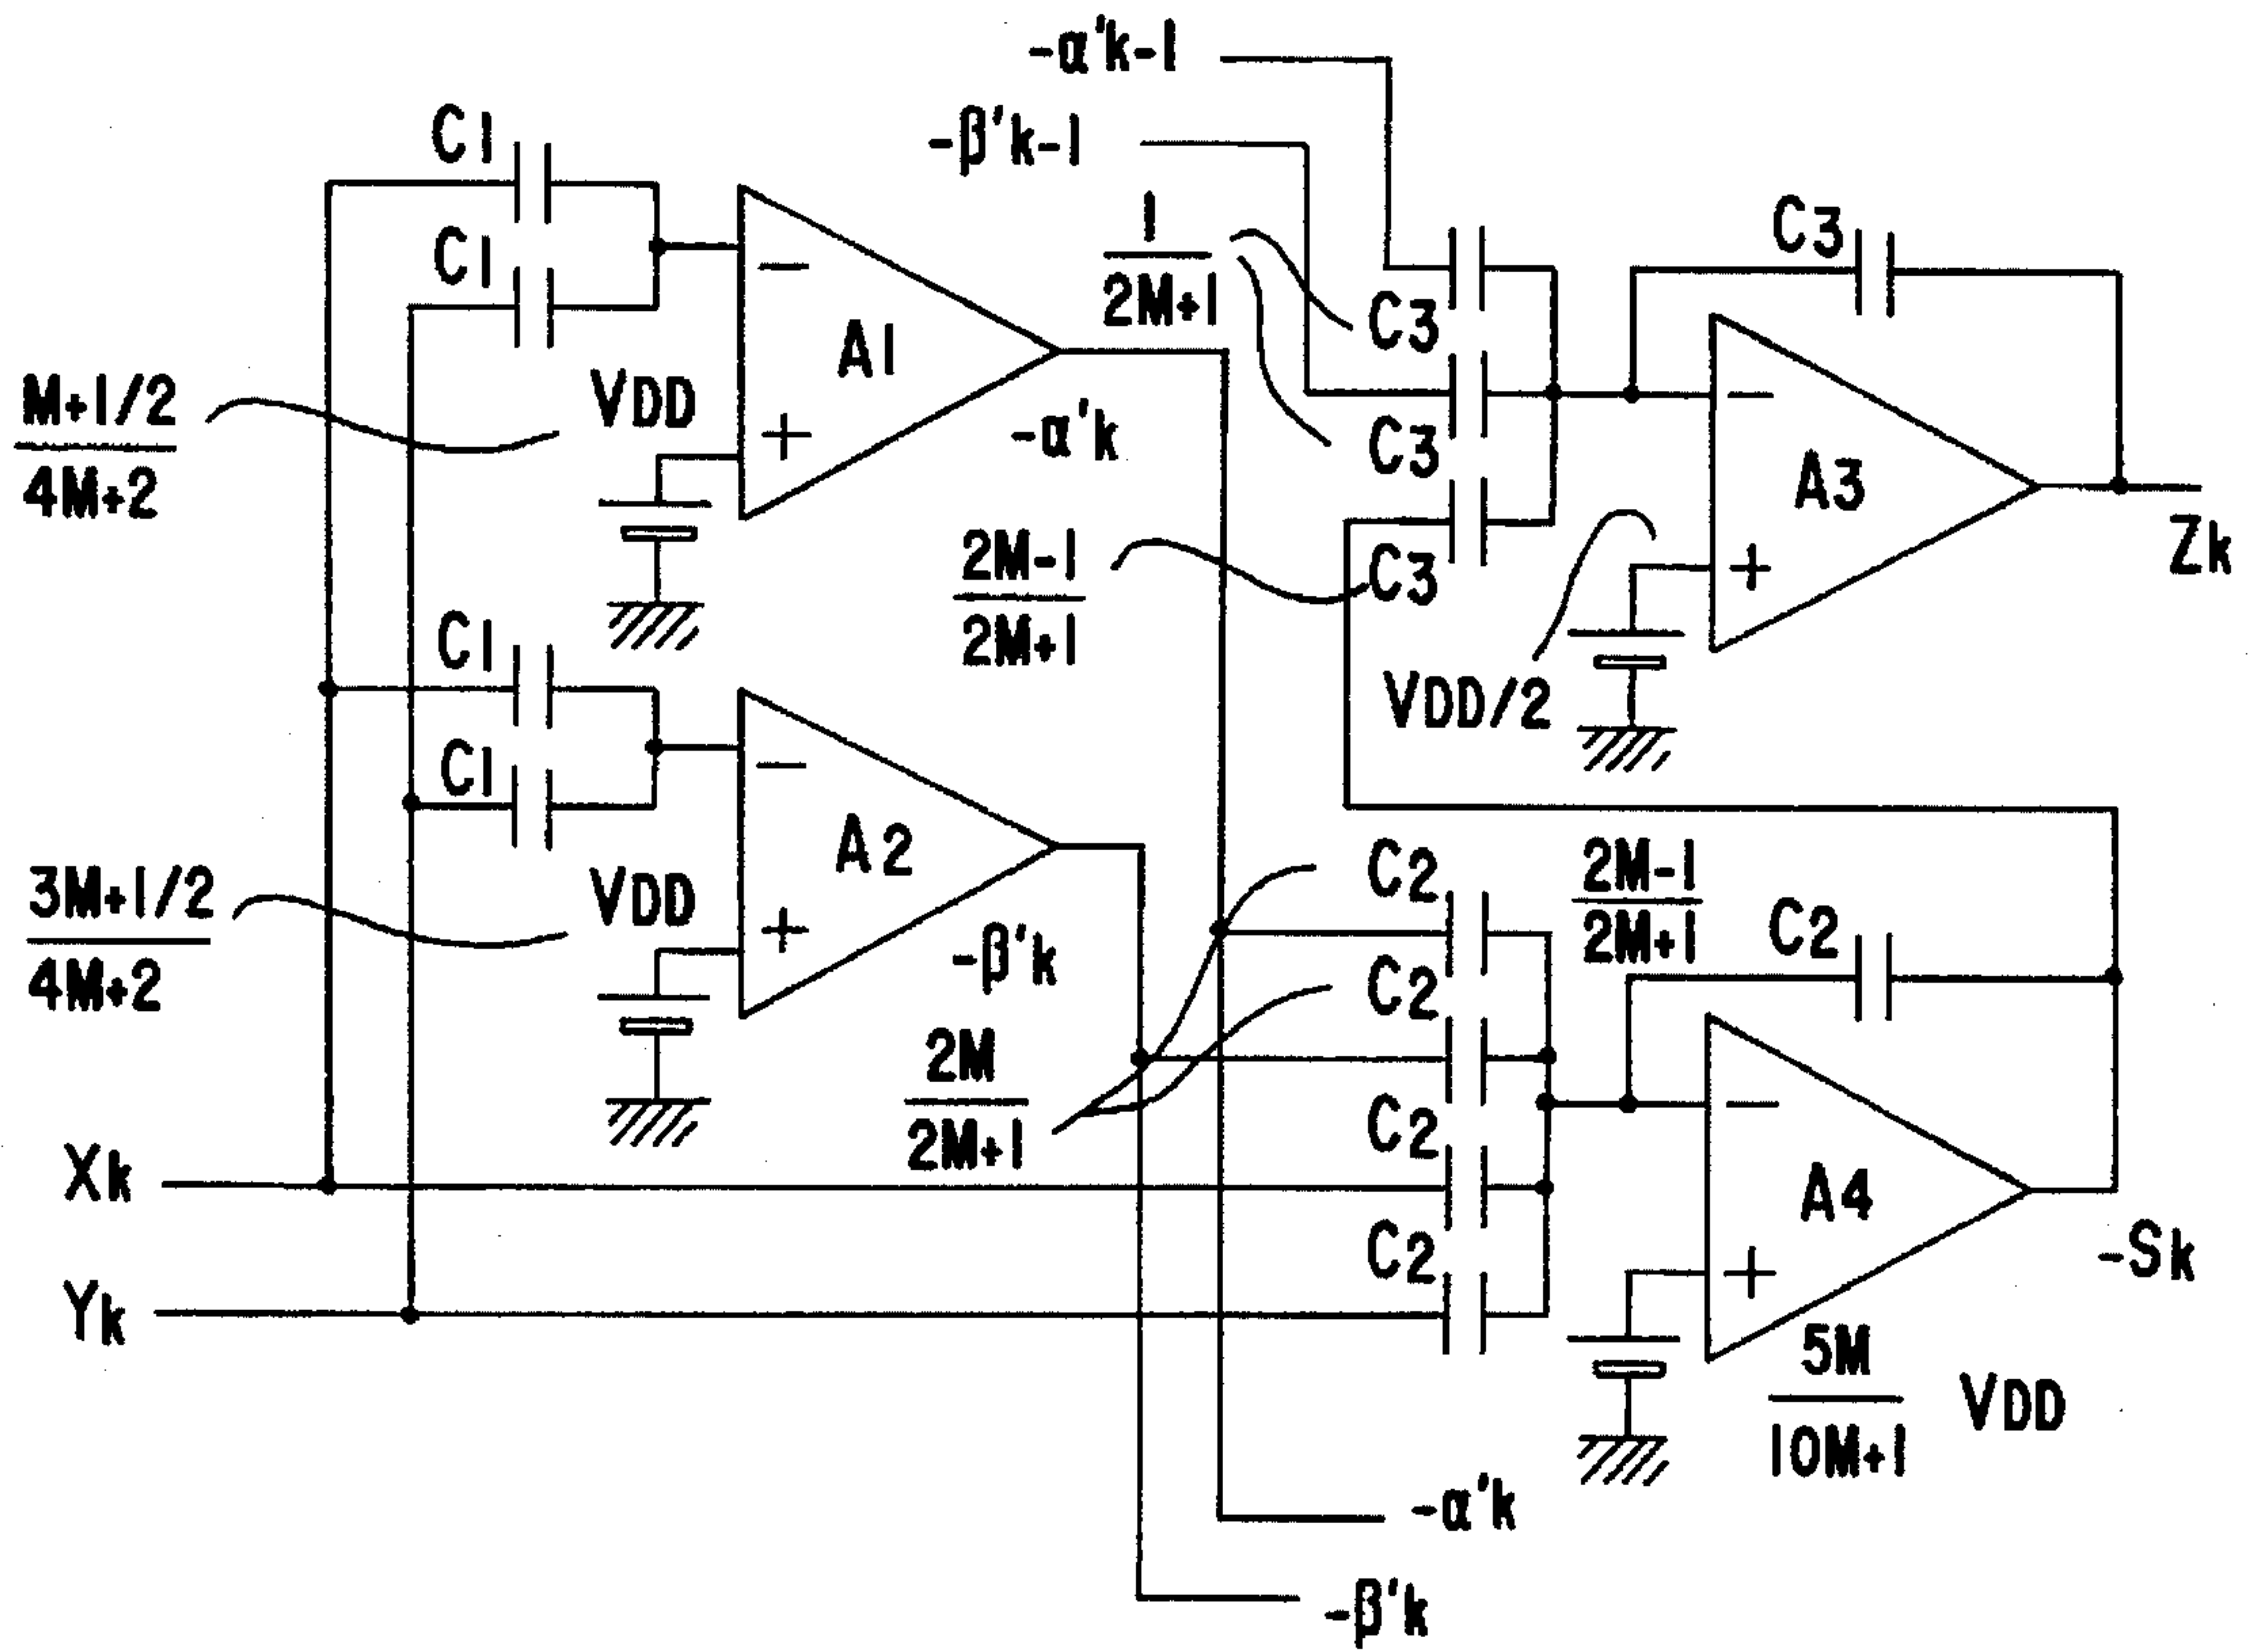 -α'k-1
-β'k-1
C1
C1
1
2M+1
C3
C3
C3
C3
-
+
A1
VDD
M+1/2
4M+2
-α'k
2M-1
2M+1
-
+
A3
Zk
VDD/2
C1
C1
-
+
A2
VDD
3M+1/2
4M+2
-β'k
2M
2M+1
C2
C2
C2
C2
2M-1
2M+1
C2
-
+
A4
-Sk
5M
10M+1
VDD
Xk
Yk
-α'k
-β'k